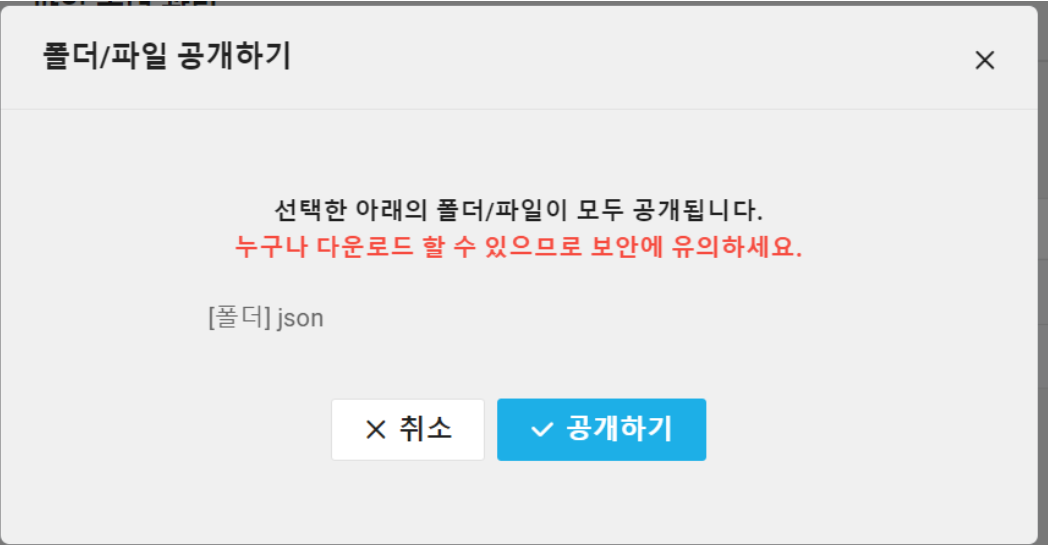 폴더/파일 공개하기
선택한 아래의 폴더/파일이 모두 공개됩니다.
누구나 다운로드 할 수 있으므로 보안에 유의하세요.
[폴더] json
취소
공개하기